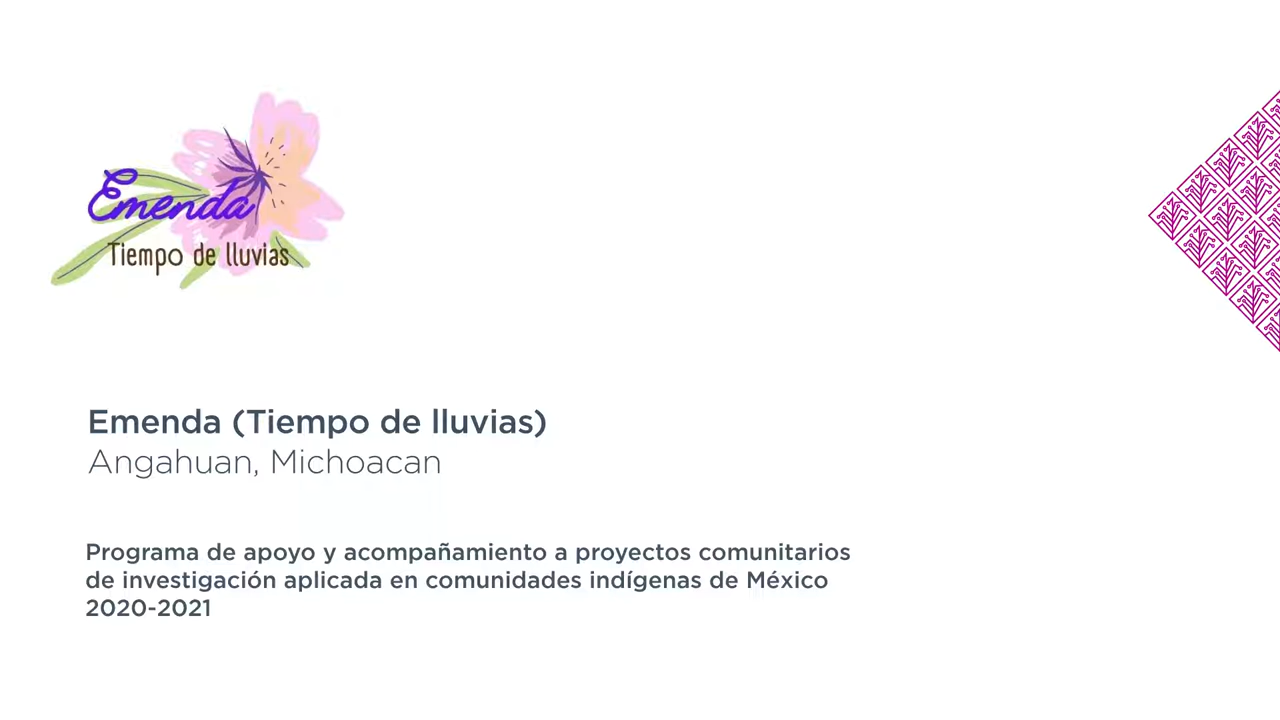 Emenda
Tiempo de lluvias
Emenda (Tiempo de lluvias)
Angahuan, Michoacan
Programa de apoyo y acompañamiento a proyectos comunitarios
de investigación aplicada en comunidades indígenas de México
2020-2021